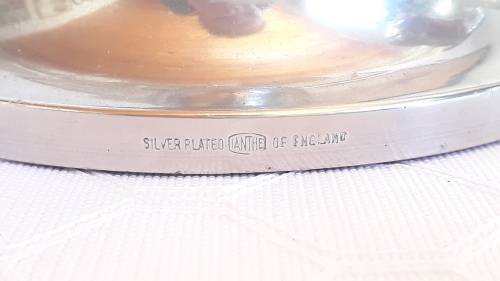 SILVER PLATED IANTHE OF ENGLAND